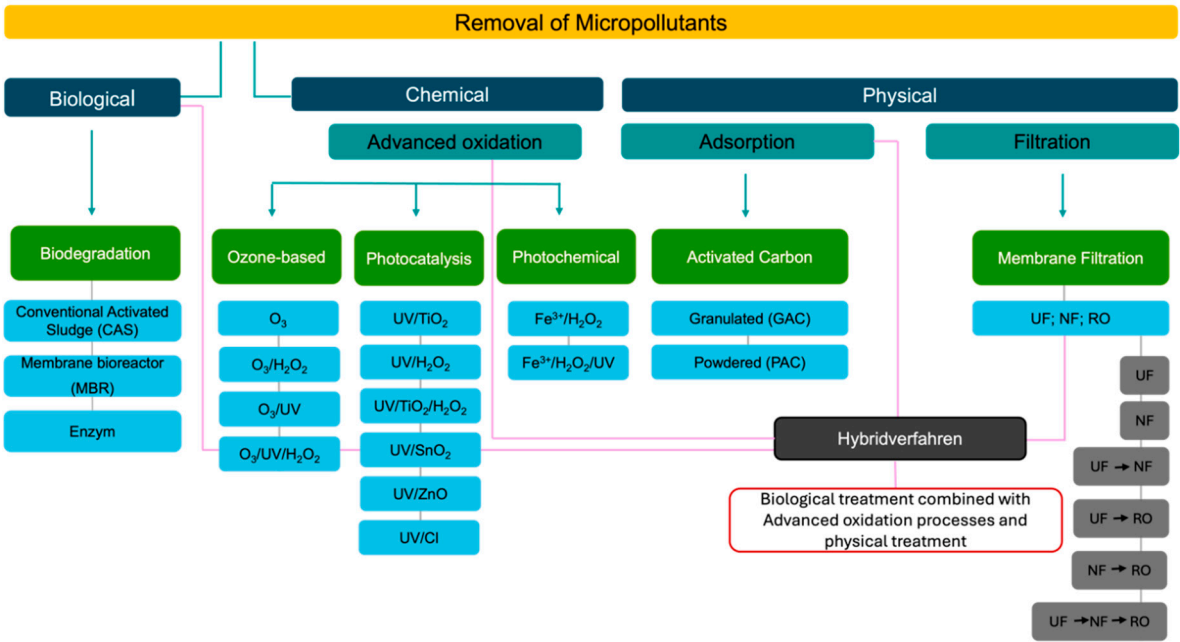 Removal of Micropollutants
Biological
Chemical
Physical
Advanced oxidation
Adsorption
Filtration
Biodegradation
Ozone-based
Photocatalysis
Photochemical
Activated Carbon
Membrane Filtration
Conventional Activated
Sludge (CAS)
Membrane bioreactor
(MBR)
Enzym
O₃
O₃/H₂O₂
O₃/UV
O₃/UV/H₂O₂
UV/TiO₂
UV/H₂O₂
UV/TiO₂/H₂O₂
UV/SnO₂
UV/ZnO
UV/Cl
Fe³⁺/H₂O₂
Fe³⁺/H₂O₂/UV
Granulated (GAC)
Powdered (PAC)
UF; NF; RO
UF
NF
UF → NF
UF → RO
NF → RO
UF →NF→ RO
Hybridverfahren
Biological treatment combined with
Advanced oxidation processes and
physical treatment